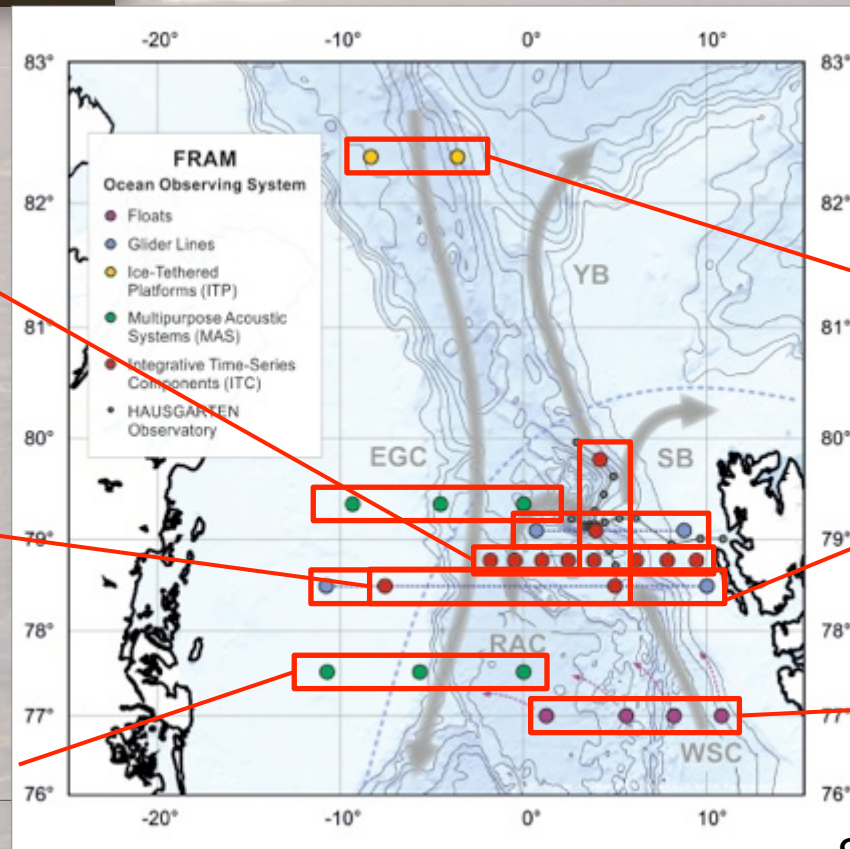 -20° -10° 0° 10°
83° 83°
FRAM
Ocean Observing System
Floats
Glider Lines
Ice-Tethered
Platforms (ITP)
Multipurpose Acoustic
Systems (MAS)
Integrative Time-Series
Components (ITC)
HAUSGARTEN
Observatory
82° 82°
YB
81° 81°
80° 80°
EGC SB
79° 79°
78° 78°
RAC
77° 77°
WSC
76° 76°
-20° -10° 0° 10°